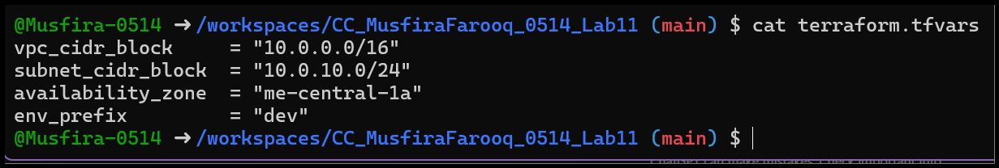 @Musfira-0514 ➜ /workspaces/CC_MusfiraFarooq_0514_Lab11 (main) $ cat terraform.tfvars
vpc_cidr_block     = "10.0.0.0/16"
subnet_cidr_block  = "10.0.10.0/24"
availability_zone  = "me-central-1a"
env_prefix         = "dev"
@Musfira-0514 ➜ /workspaces/CC_MusfiraFarooq_0514_Lab11 (main) $